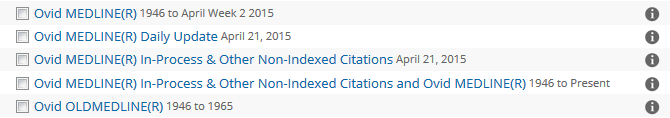 Ovid MEDLINE(R) 1946 to April Week 2 2015
Ovid MEDLINE(R) Daily Update April 21, 2015
Ovid MEDLINE(R) In-Process & Other Non-Indexed Citations April 21, 2015
Ovid MEDLINE(R) In-Process & Other Non-Indexed Citations and Ovid MEDLINE(R) 1946 to Present
Ovid OLDMEDLINE(R) 1946 to 1965